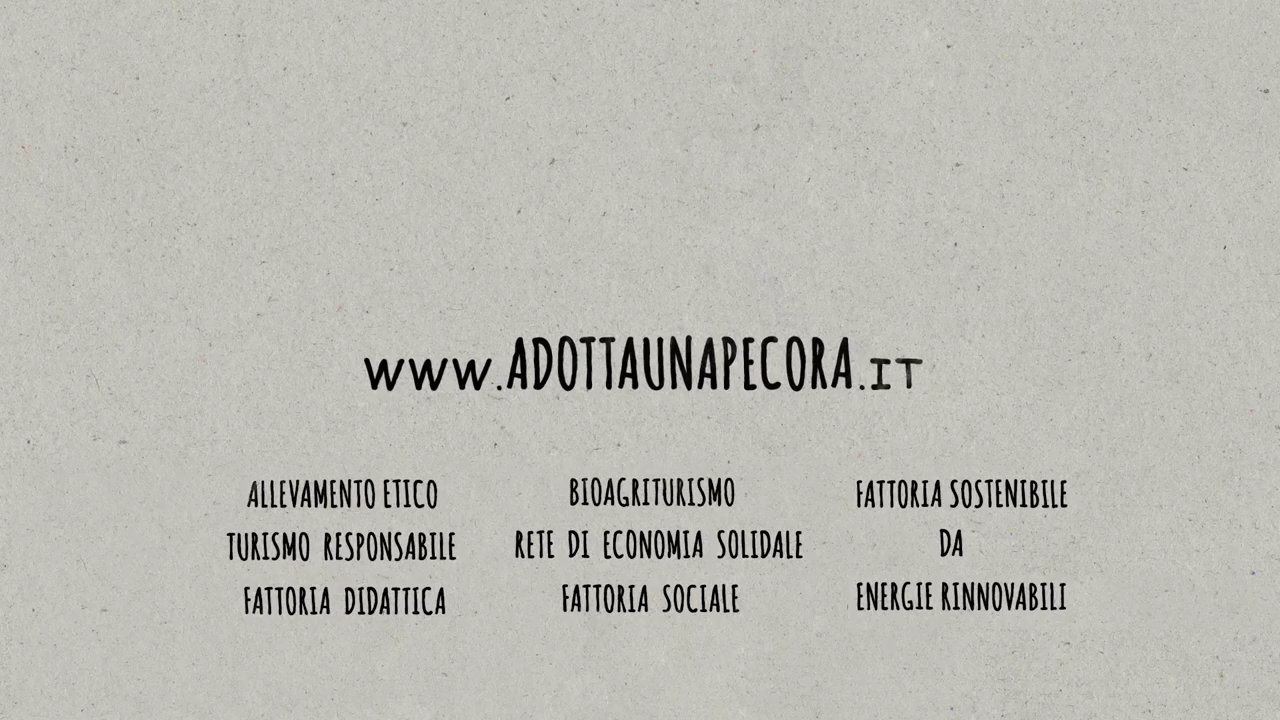 www.ADOTTAUNAPECORA.IT
ALLEVAMENTO ETICO
TURISMO RESPONSABILE
FATTORIA DIDATTICA
BIOAGRITURISMO
RETE DI ECONOMIA SOLIDALE
FATTORIA SOCIALE
FATTORIA SOSTENIBILE
DA
ENERGIE RINNOVABILI